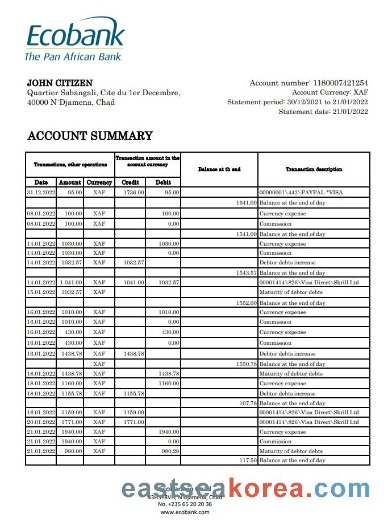 Ecobank
The Pan African Bank
JOHN CITIZEN
Quartier Sabangali, Cite du 1er Decembre,
40000 N'Djamena, Chad
Account number: 1180007421254
Account Currency: XAF
Statement period: 30/12/2021 to 21/01/2022
Statement date: 21/01/2022
ACCOUNT SUMMARY
Transactions, other operations Transaction amount in the account currency Balance at th end Transaction description
Date Amount Currency Credit Debit
31.12.2022 95.00 XAF 1736.00 95.00 00000001\-442\PAYPAL *VISA
1641.00 Balance at the end of day
08.01.2022 100.00 XAF 100.00 Currency expense
08.01.2022 100.00 XAF 0.00 Commission
1541.00 Balance at the end of day
14.01.2022 1030.00 XAF 1030.00 Currency expense
14.01.2022 1030.00 XAF 0.00 Commission
14.01.2022 1032.57 XAF 1032.57 Debtor debts increase
1543.57 Balance at the end of day
14.01.2022 1,041.00 XAF 1041.00 1032.57 00001414\-826\Visa Direct\Skrill Ltd
15.01.2022 1032.57 XAF Maturity of debtor debts
1552.00 Balance at the end of day
16.01.2022 1010.00 XAF 1010.00 Currency expense
16.01.2022 1010.00 XAF 0.00 Commission
16.01.2022 430.00 XAF 430.00 Currency expense
16.01.2022 430.00 XAF 0.00 Commission
16.01.2022 1438.78 XAF 1438.78 Debtor debts increase
1550.78 Balance at the end of day
18.01.2022 1438.78 XAF 1438.78 Maturity of debtor debts
18.01.2022 1160.00 XAF 1160.00 Currency expense
18.01.2022 1155.78 XAF 1155.78 Debtor debts increase
107.78 Balance at the end of day
18.01.2022 1159.00 XAF 1159.00 00001414\-826\Visa Direct\Skrill Ltd
20.01.2022 1771.00 XAF 1771.00 00001414\-826\Visa Direct\Skrill Ltd
21.01.2022 1940.00 XAF 1940.00 Currency expense
21.01.2022 1940.00 XAF 0.00 Commission
21.01.2022 980.00 XAF 980.28 Maturity of debtor debts
117.50 Balance at the end of day
eastseakorea.com
No. +235 65 20 20 36
www.ecobank.com